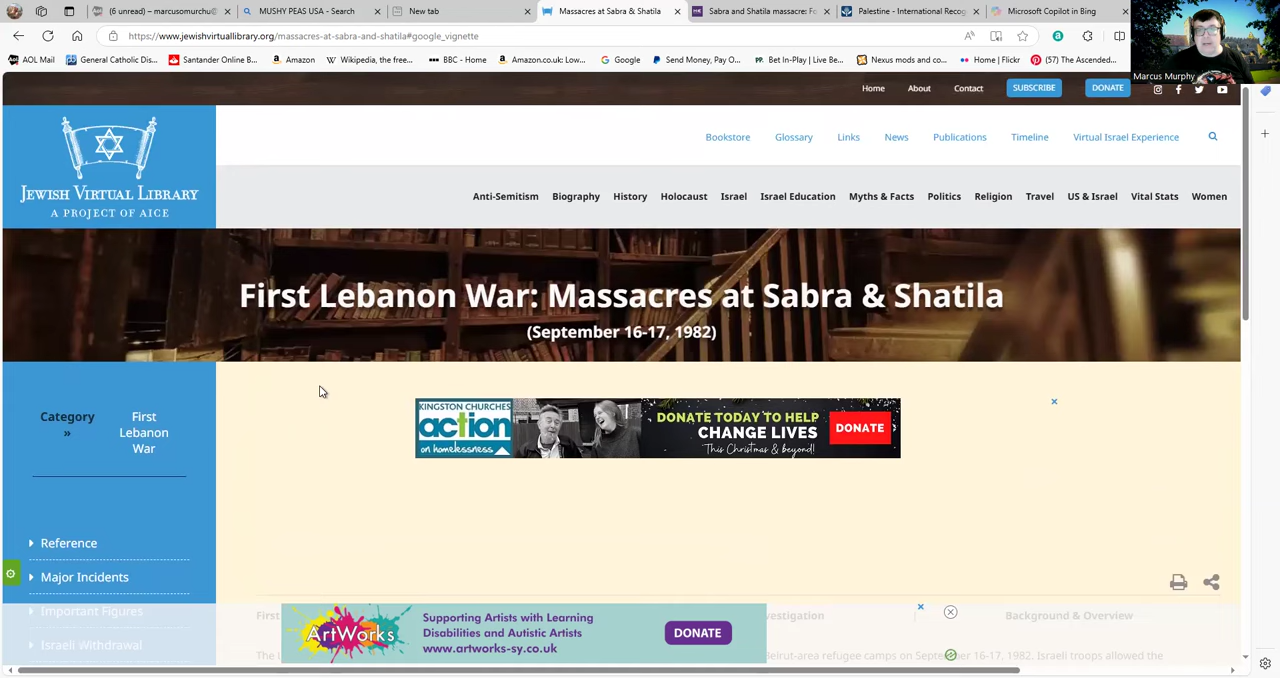 (6 unread) – marcusomurchu@
MUSHY PEAS USA - Search
New tab
Massacres at Sabra & Shatila
Sabra and Shatila massacre: Fo
Palestine - International Recog
Microsoft Copilot in Bing
https://www.jewishvirtuallibrary.org/massacres-at-sabra-and-shatila#google_vignette
AOL Mail
General Catholic Dis...
Santander Online B...
Amazon
Wikipedia, the free...
BBC - Home
Amazon.co.uk: Low...
Google
Send Money, Pay O...
Bet In-Play | Live Be...
Nexus mods and co...
Home | Flickr
(57) The Ascended...
Marcus Murphy
Home
About
Contact
SUBSCRIBE
DONATE
Bookstore
Glossary
Links
News
Publications
Timeline
Virtual Israel Experience
JEWISH VIRTUAL LIBRARY
A PROJECT OF AICE
Anti-Semitism
Biography
History
Holocaust
Israel
Israel Education
Myths & Facts
Politics
Religion
Travel
US & Israel
Vital Stats
Women
First Lebanon War: Massacres at Sabra & Shatila
(September 16-17, 1982)
Category
»
First
Lebanon
War
KINGSTON CHURCHES
action
on homelessness
DONATE TODAY TO HELP
CHANGE LIVES
This Christmas & beyond!
DONATE
Reference
Major Incidents
Important Figures
Israeli Withdrawal
ArtWorks
Supporting Artists with Learning
Disabilities and Autistic Artists
www.artworks-sy.co.uk
DONATE
Background & Overview
Beirut-area refugee camps on September 16-17, 1982. Israeli troops allowed the